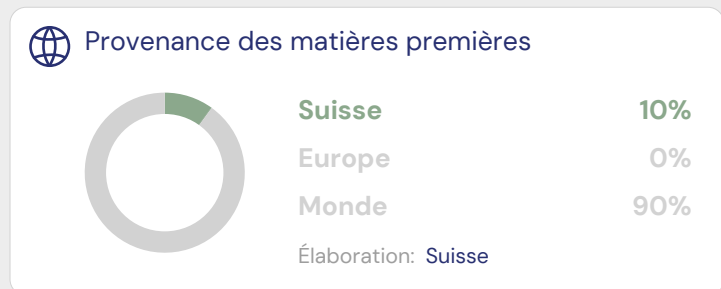 Provenance des matières premières
Suisse 10%
Europe 0%
Monde 90%
Élaboration: Suisse